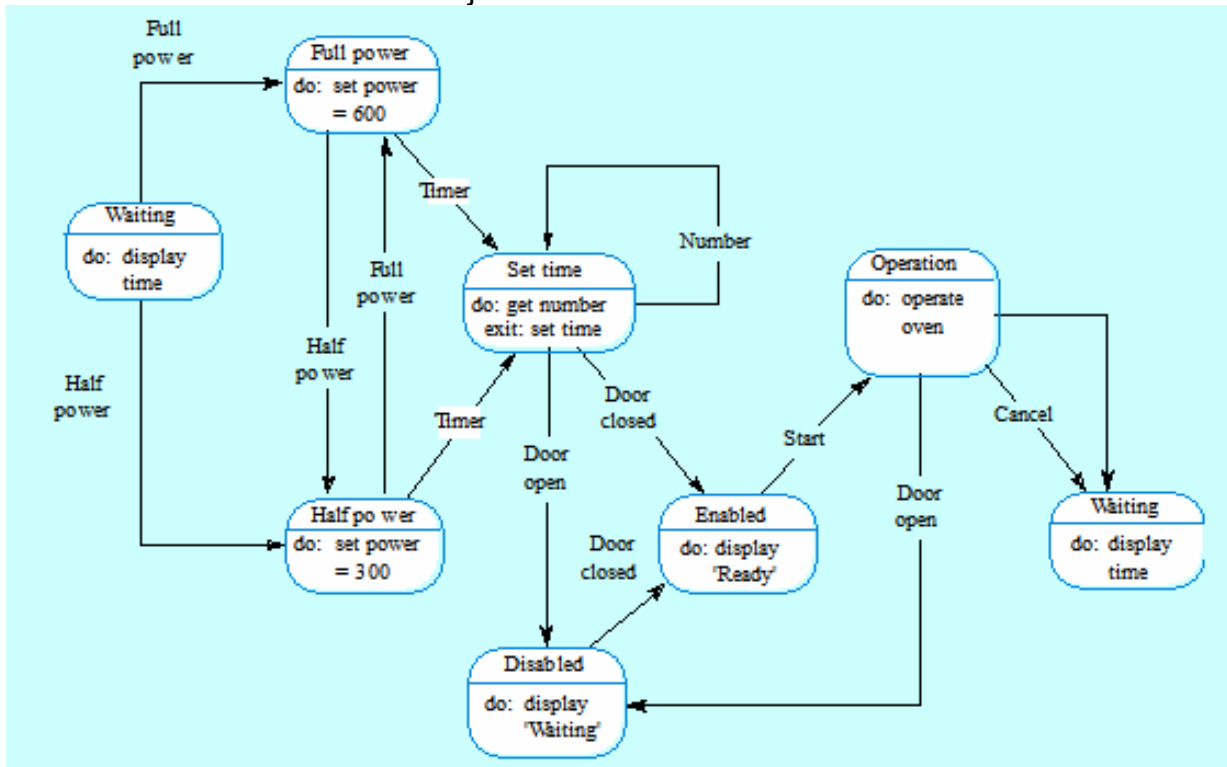 Full
power
Full power
do: set power
= 600
Timer
Waiting
do: display
time
Number
Full
power
Set time
do: get number
exit: set time
Operation
do: operate
oven
Half
power
Half
power
Timer
Door
closed
Start
Cancel
Door
open
Door
open
Half power
do: set power
= 300
Enabled
do: display
'Ready'
Waiting
do: display
time
Door
closed
Disabled
do: display
'Waiting'